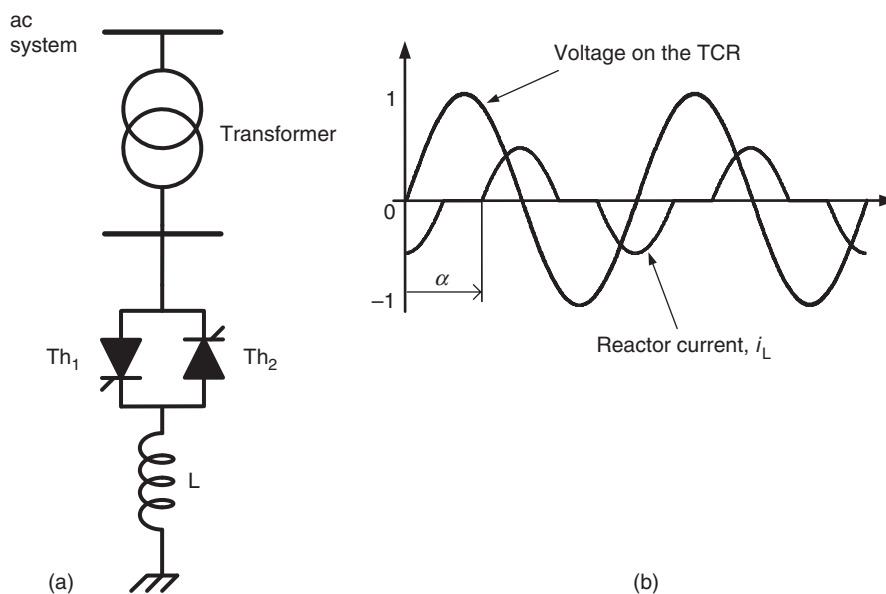 ac
system
Transformer
Th1
Th2
L
(a)
Voltage on the TCR
1
0
α
–1
Reactor current, iL
(b)